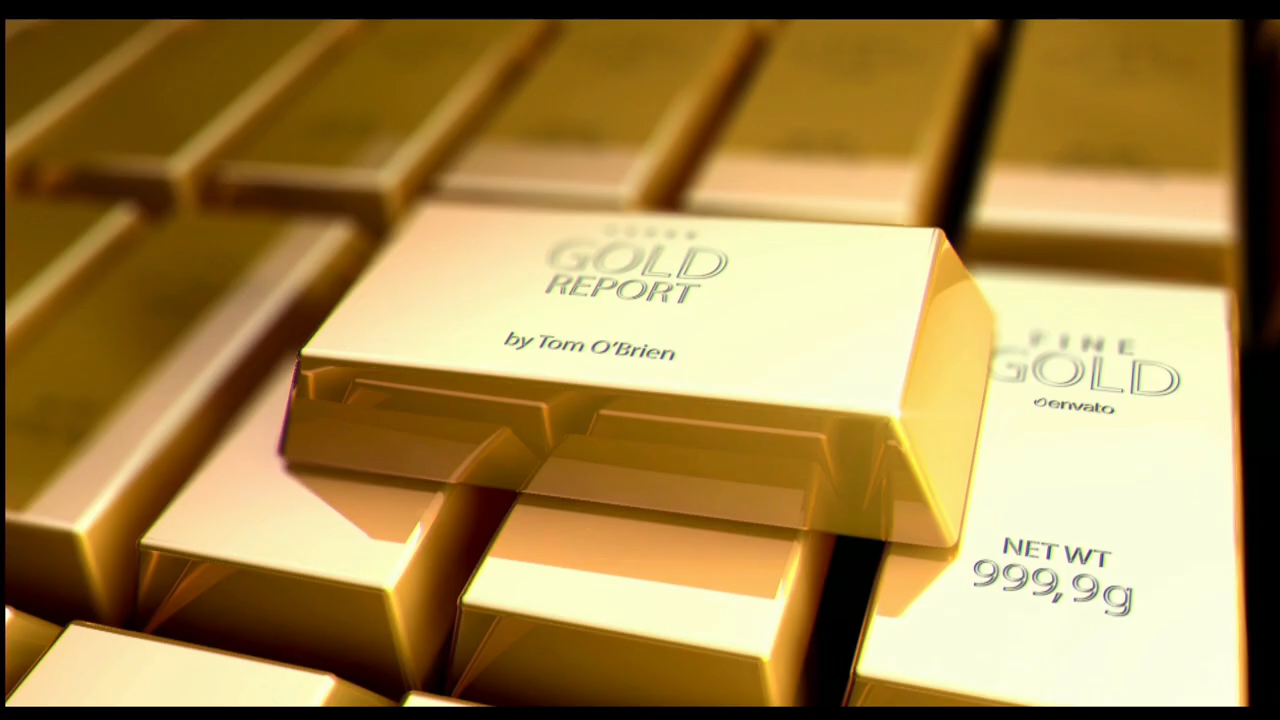 GOLD
REPORT
by Tom O'Brien
FINE
GOLD
envato
NET WT
999,9g